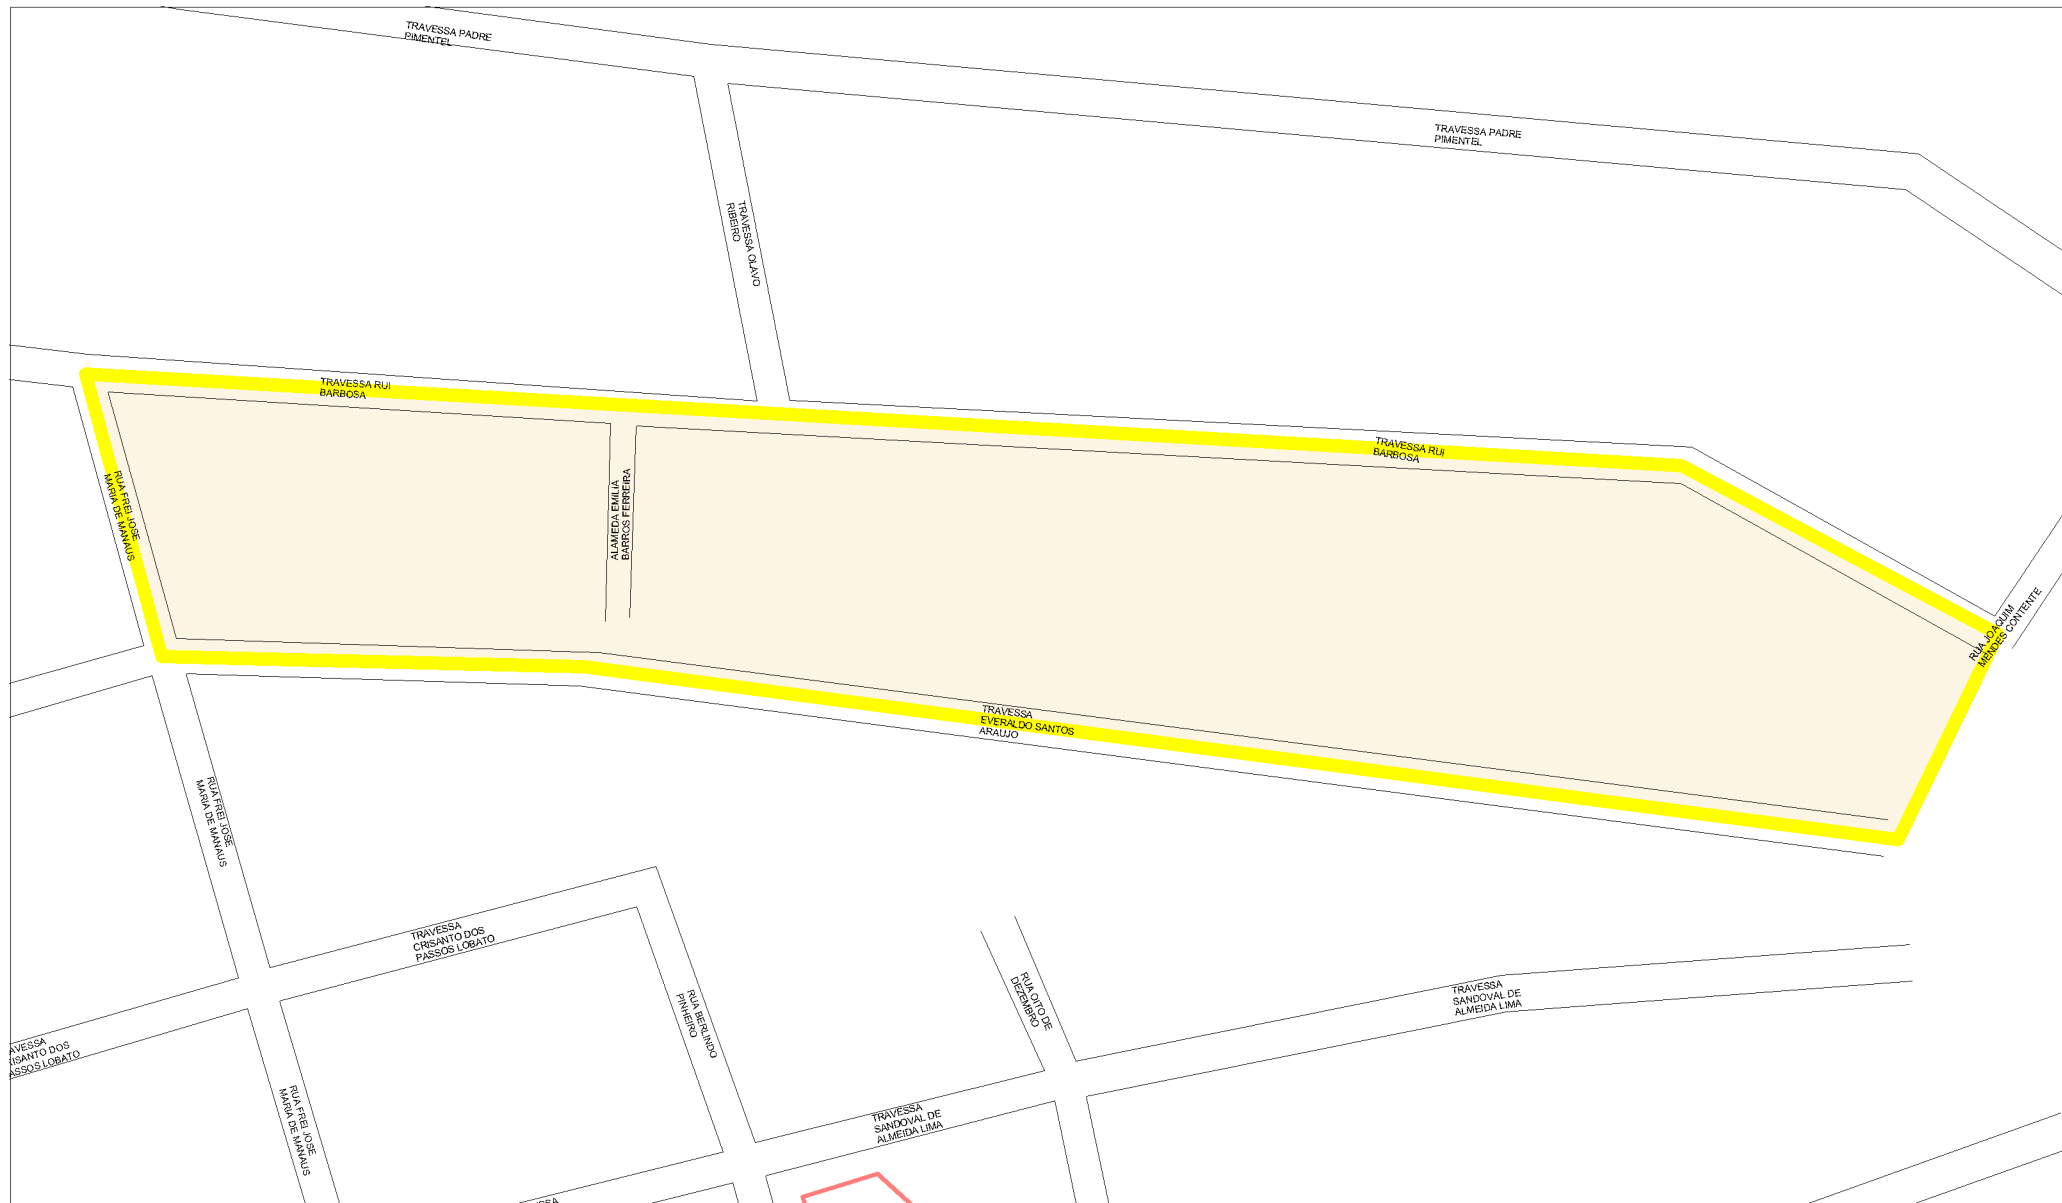 TRAVESSA PADRE
PIMENTEL
TRAVESSA PADRE
PIMENTEL
TRAVESSA OLAVO
RIBEIRO
TRAVESSA RUI
BARBOSA
TRAVESSA RUI
BARBOSA
RUA FREI JOSE
MARIA DE MANAUS
ALAMEDA EMILIA
BARROS FERREIRA
RUA JOAQUIM
MENDES CONTENTE
TRAVESSA
EVERALDO SANTOS
ARAUJO
RUA FREI JOSE
MARIA DE MANAUS
TRAVESSA
CRISANTO DOS
PASSOS LOBATO
RUA OITO DE
DEZEMBRO
TRAVESSA
SANDOVAL DE
ALMEIDA LIMA
RUA BERLINDO
PINHEIRO
AVESSA
ISANTO DOS
ASSOS LOBATO
RUA FREI JOSE
MARIA DE MANAUS
TRAVESSA
SANDOVAL DE
ALMEIDA LIMA